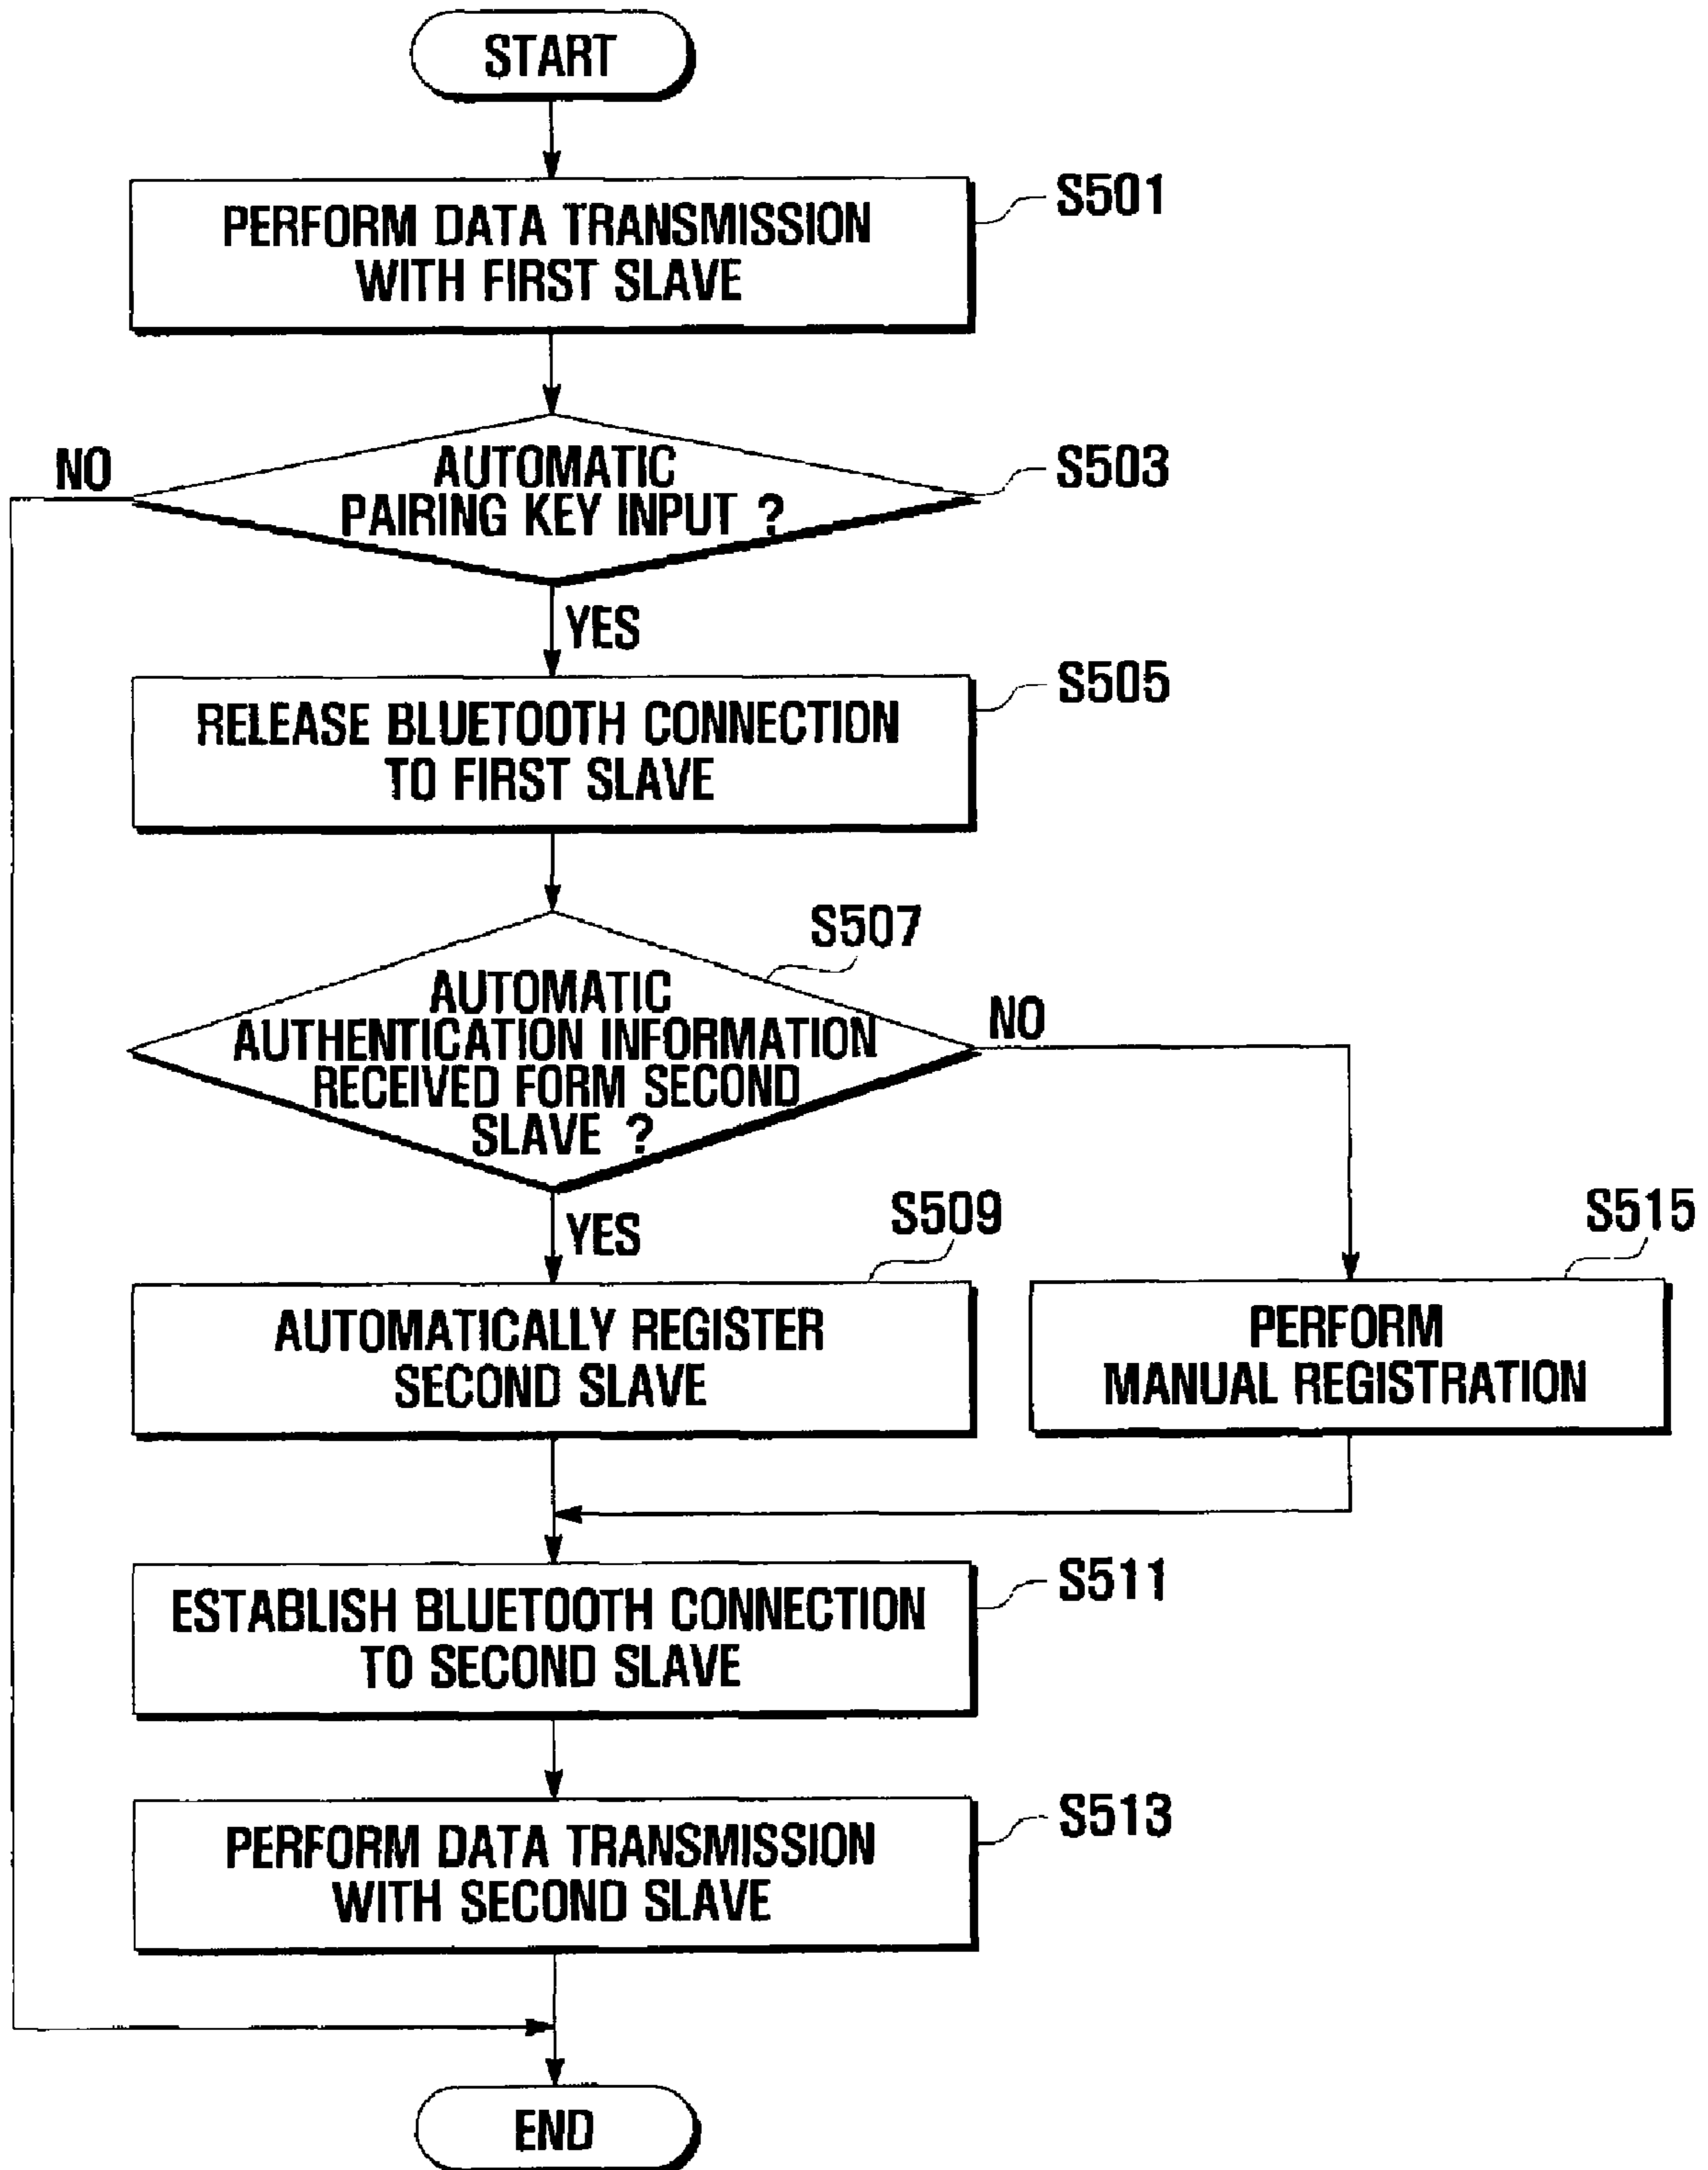 START
PERFORM DATA TRANSMISSION
WITH FIRST SLAVE
S501
AUTOMATIC
PAIRING KEY INPUT ?
S503
NO
YES
RELEASE BLUETOOTH CONNECTION
TO FIRST SLAVE
S505
S507
AUTOMATIC
AUTHENTICATION INFORMATION
RECEIVED FORM SECOND
SLAVE ?
NO
YES
S509
AUTOMATICALLY REGISTER
SECOND SLAVE
S515
PERFORM
MANUAL REGISTRATION
ESTABLISH BLUETOOTH CONNECTION
TO SECOND SLAVE
S511
PERFORM DATA TRANSMISSION
WITH SECOND SLAVE
S513
END